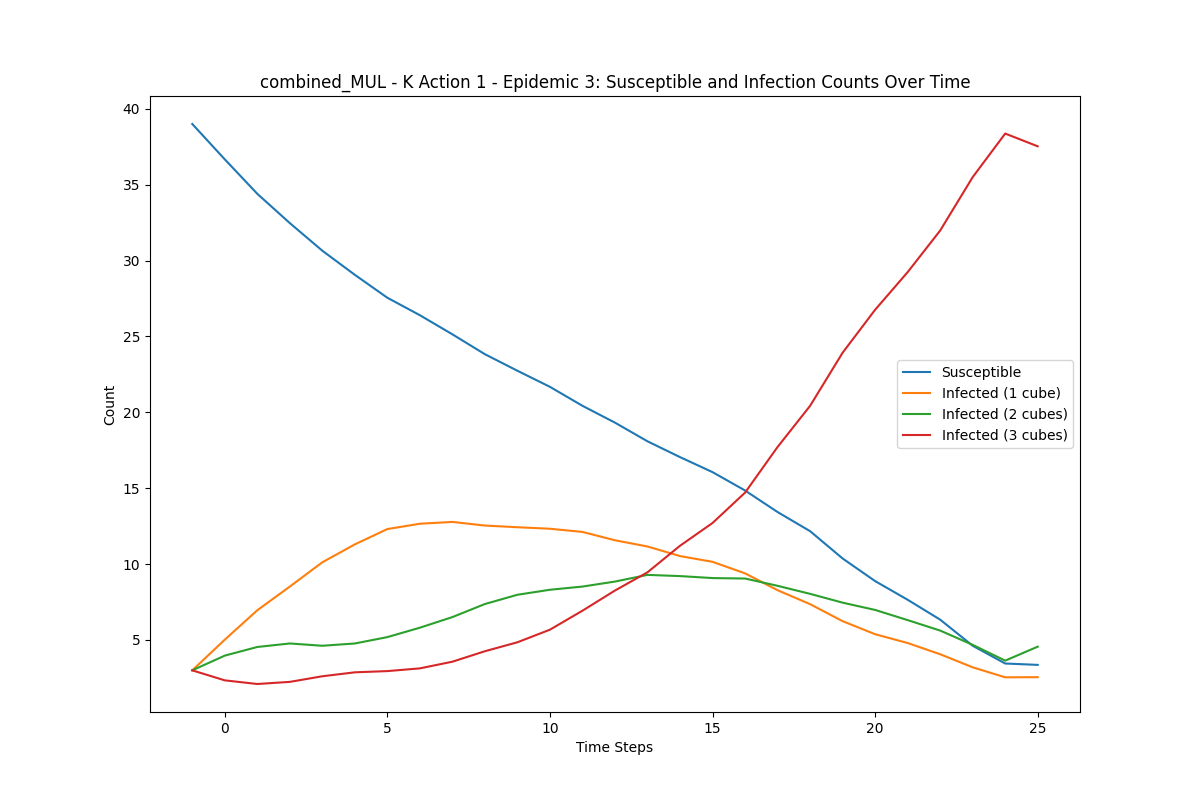 combined_MUL - K Action 1 - Epidemic 3: Susceptible and Infection Counts Over Time
40
35
30
25
20
15
10
5
Count
Susceptible
Infected (1 cube)
Infected (2 cubes)
Infected (3 cubes)
0 5 10 15 20 25
Time Steps